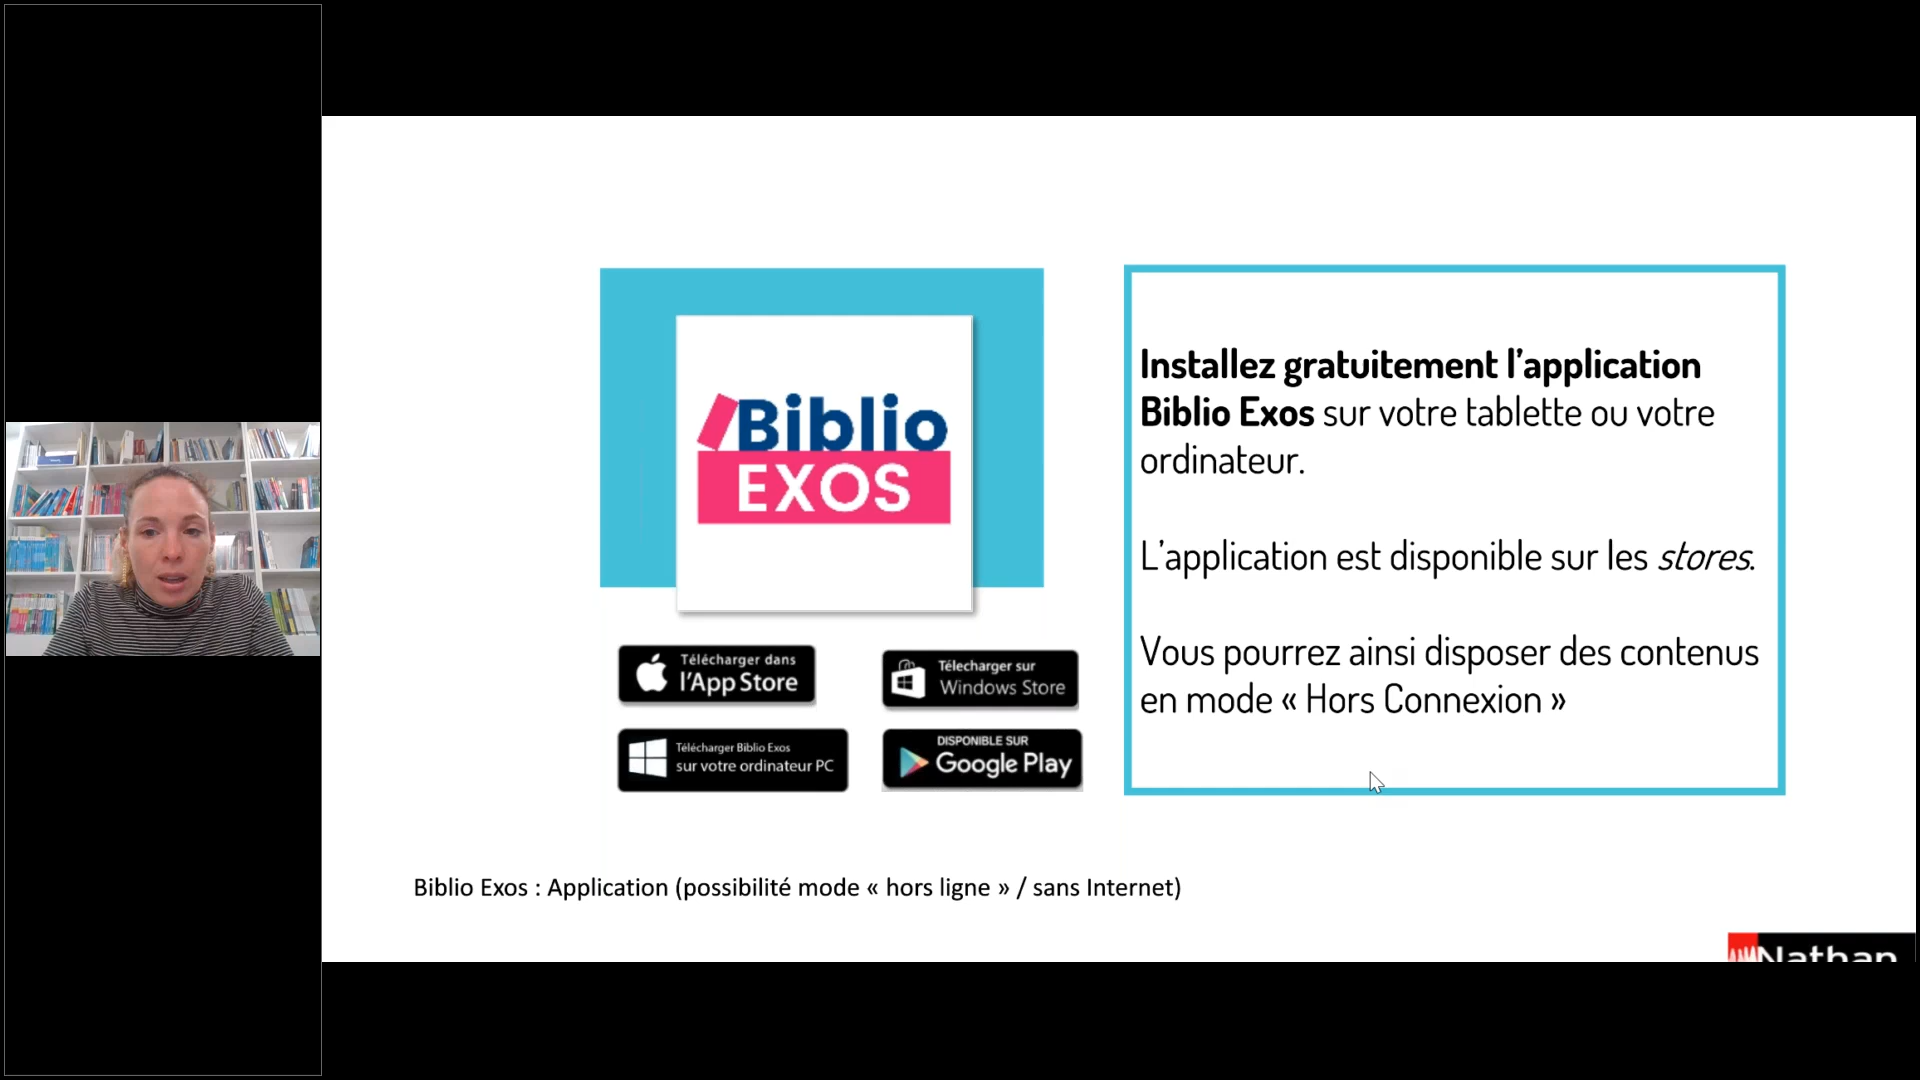 Biblio
EXOS
Télécharger dans
l'App Store
Télecharger sur
Windows Store
Télécharger Biblio Exos
sur votre ordinateur PC
DISPONIBLE SUR
Google Play
Installez gratuitement l’application
Biblio Exos sur votre tablette ou votre
ordinateur.
L’application est disponible sur les stores.
Vous pourrez ainsi disposer des contenus
en mode « Hors Connexion »
Biblio Exos : Application (possibilité mode « hors ligne » / sans Internet)
Nathan